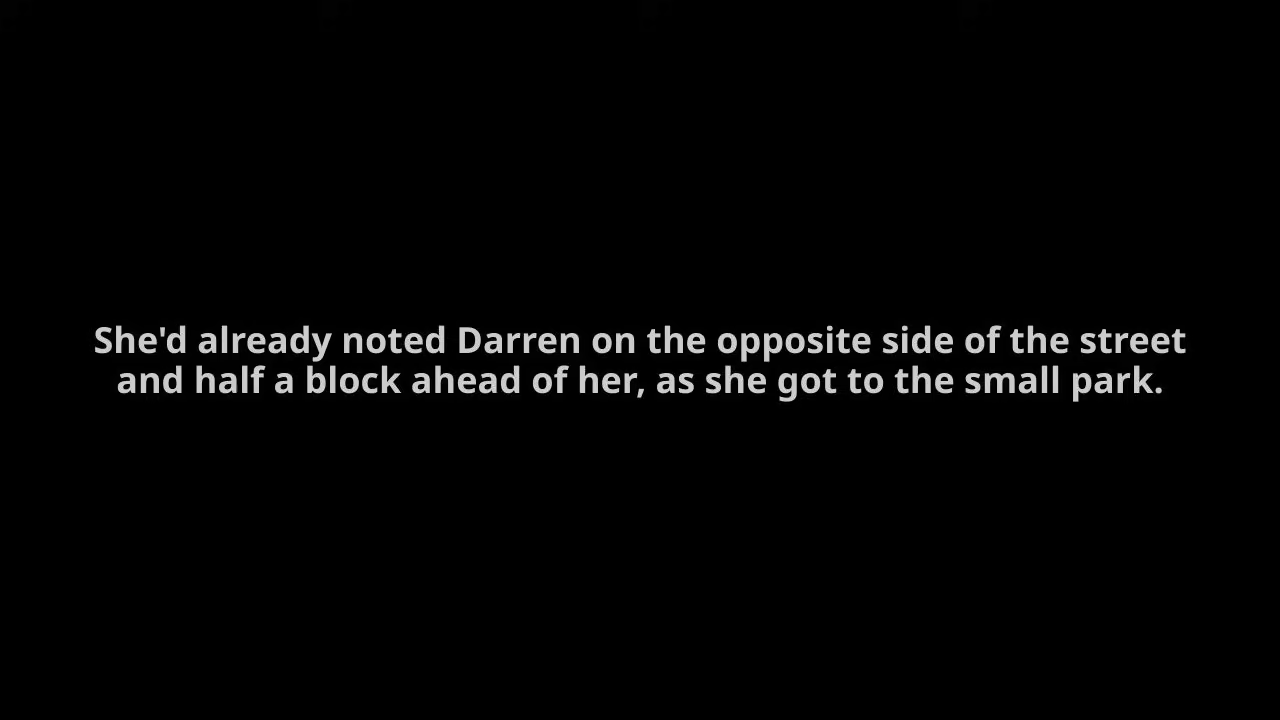 She'd already noted Darren on the opposite side of the street
and half a block ahead of her, as she got to the small park.